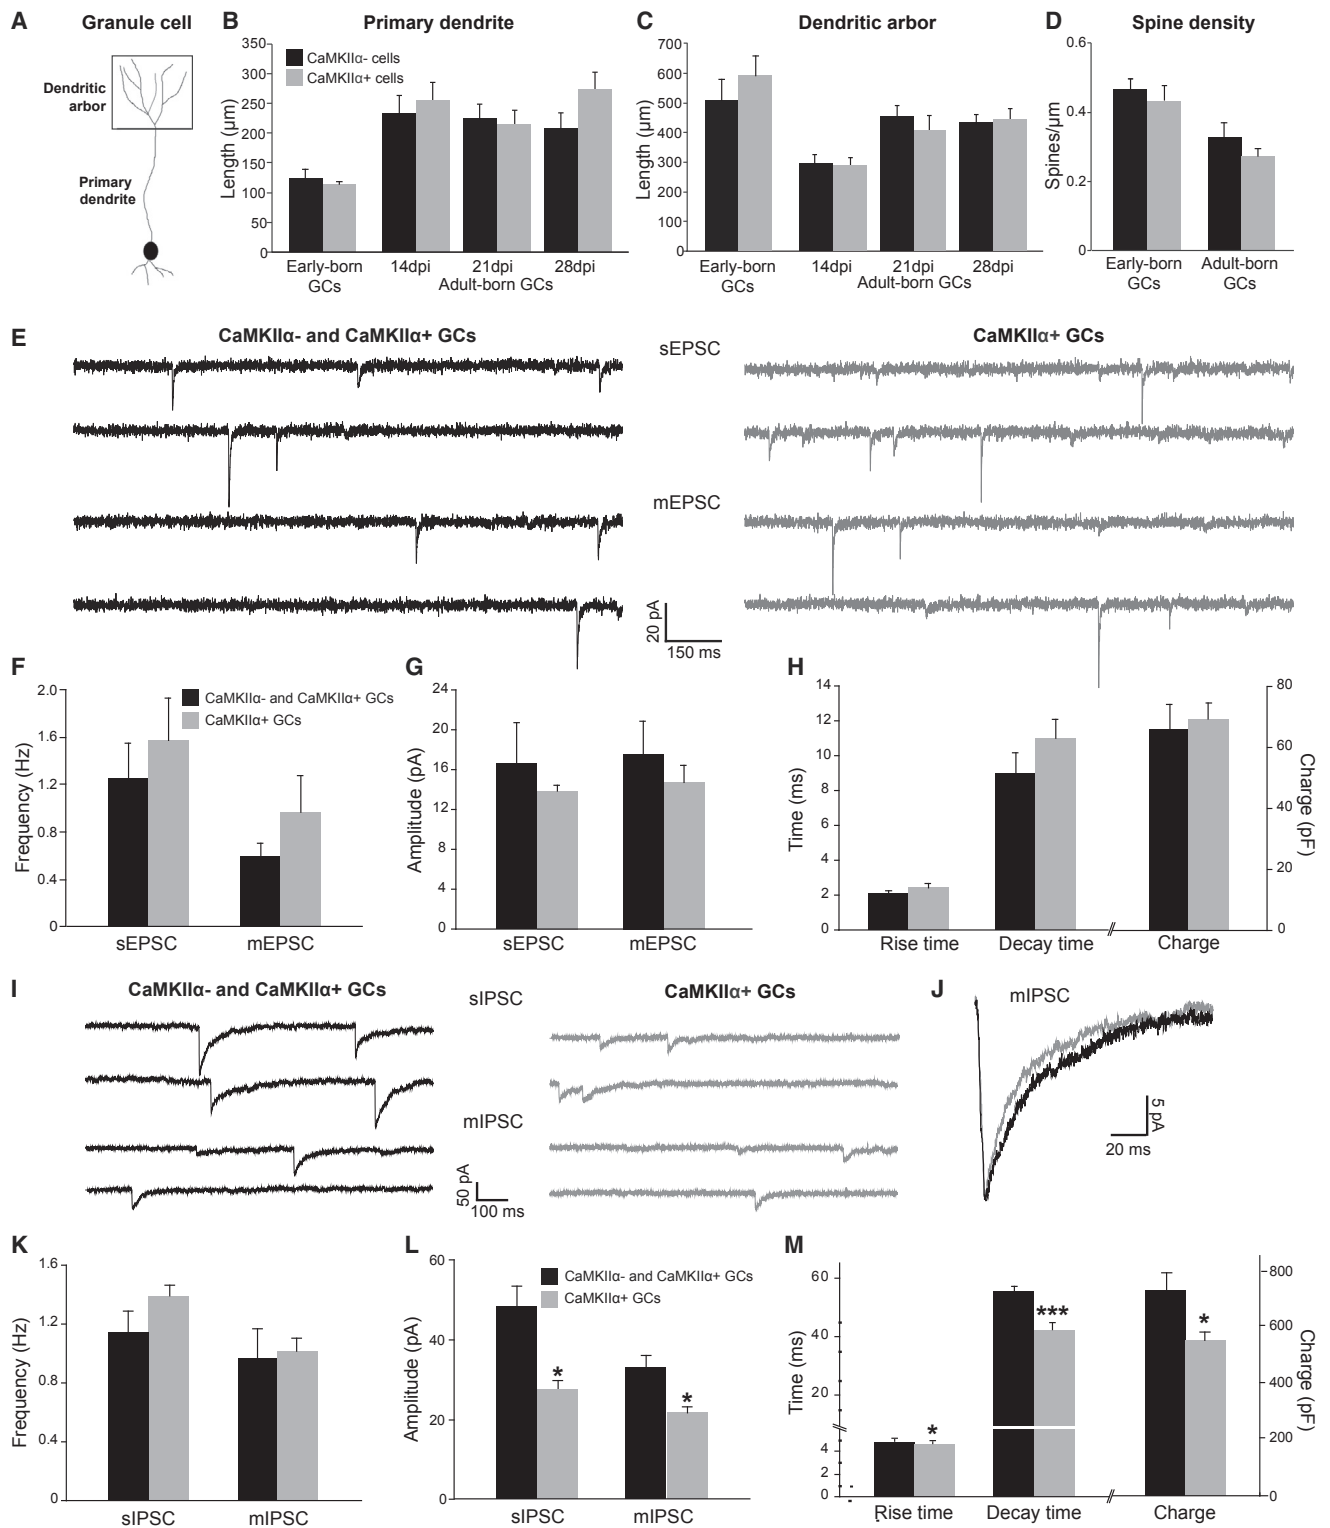 A Granule cell
Dendritic
arbor
Primary
dendrite
B Primary dendrite
CaMKIIα- cells
CaMKIIα+ cells
Length (μm)
350
300
250
200
150
100
50
0
Early-born
GCs
14dpi 21dpi 28dpi
Adult-born GCs
C Dendritic arbor
Length (μm)
700
600
500
400
300
200
100
0
Early-born
GCs
14dpi 21dpi 28dpi
Adult-born GCs
D Spine density
Spines/μm
0.6
0.4
0.2
0
Early-born
GCs
Adult-born
GCs
E CaMKIIα- and CaMKIIα+ GCs
sEPSC
CaMKIIα+ GCs
mEPSC
20 pA
150 ms
F
CaMKIIα- and CaMKIIα+ GCs
CaMKIIα+ GCs
Frequency (Hz)
2.0
1.6
1.2
0.8
0.4
0
sEPSC mEPSC
G
Amplitude (pA)
24
20
16
12
8
4
0
sEPSC mEPSC
H
Time (ms)
14
12
10
8
6
4
2
0
Rise time Decay time Charge
80
60
40
20
0
Charge (pF)
I CaMKIIα- and CaMKIIα+ GCs
sIPSC
CaMKIIα+ GCs
mIPSC
50 pA
100 ms
J mIPSC
5 pA
20 ms
K
Frequency (Hz)
1.6
1.2
0.8
0.4
0
sIPSC mIPSC
L
CaMKIIα- and CaMKIIα+ GCs
CaMKIIα+ GCs
Amplitude (pA)
60
40
20
0
* *
sIPSC mIPSC
M
Time (ms)
60
40
20
4
2
0
* *** *
Rise time Decay time Charge
800
600
400
200
0
Charge (pF)